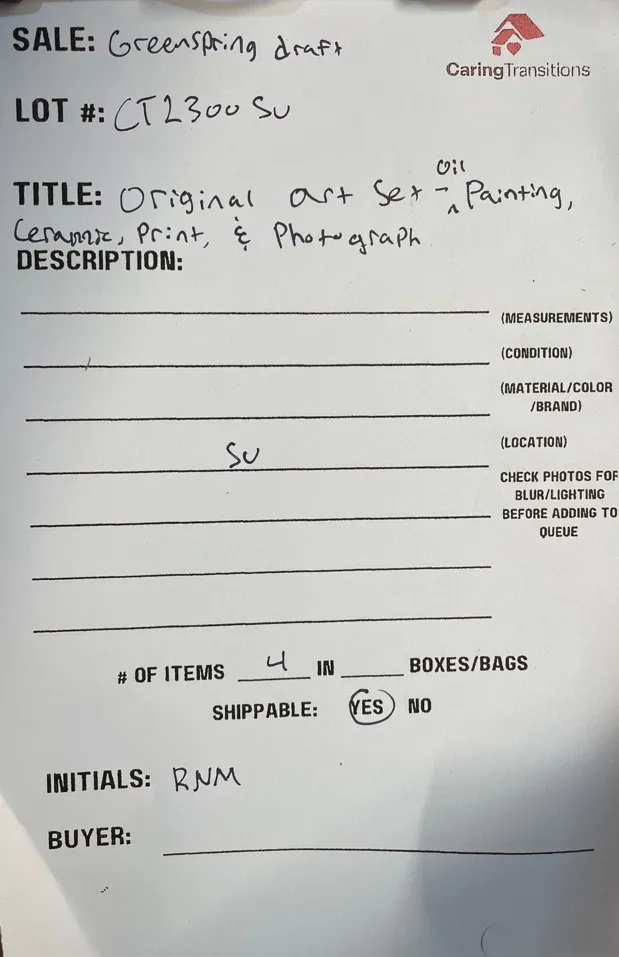 SALE: Greenspring draft
CaringTransitions
LOT #: CT2300 SU
TITLE: Original art Set - Oil Painting,
Ceramic, Print, & Photograph
DESCRIPTION:
(MEASUREMENTS)
(CONDITION)
(MATERIAL/COLOR
/BRAND)
SU
(LOCATION)
CHECK PHOTOS FOR
BLUR/LIGHTING
BEFORE ADDING TO
QUEUE
# OF ITEMS 4 IN BOXES/BAGS
SHIPPABLE: YES NO
INITIALS: RNM
BUYER: